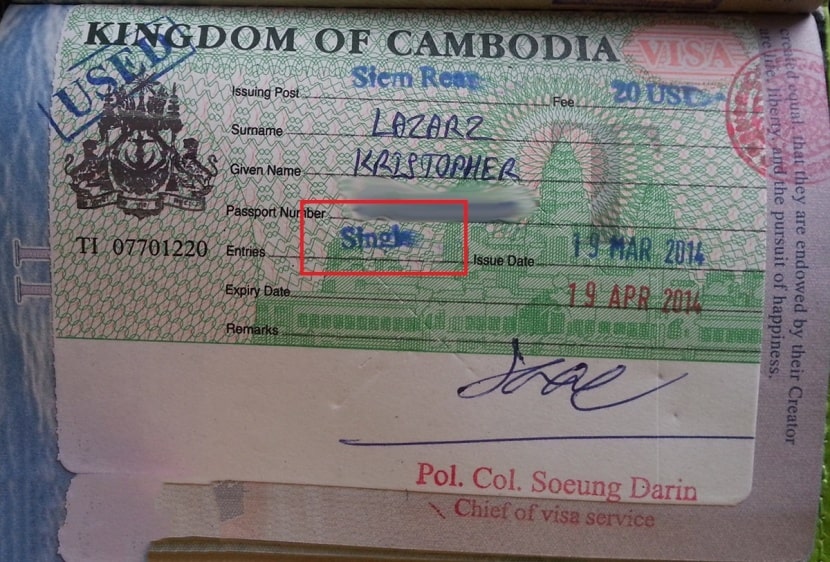 KINGDOM OF CAMBODIA
VISA
USED
Issuing Post Siem Reap Fee 20 USD
Surname LAZARZ
Given Name KRISTOPHER
Passport Number
TI 07701220
Entries Single Issue Date 19 MAR 2014
Expiry Date 19 APR 2014
Remarks
Pol. Col. Soeung Darin
Chief of visa service
created equal, that they are endowed by their Creator
are life, liberty, and the pursuit of happiness.